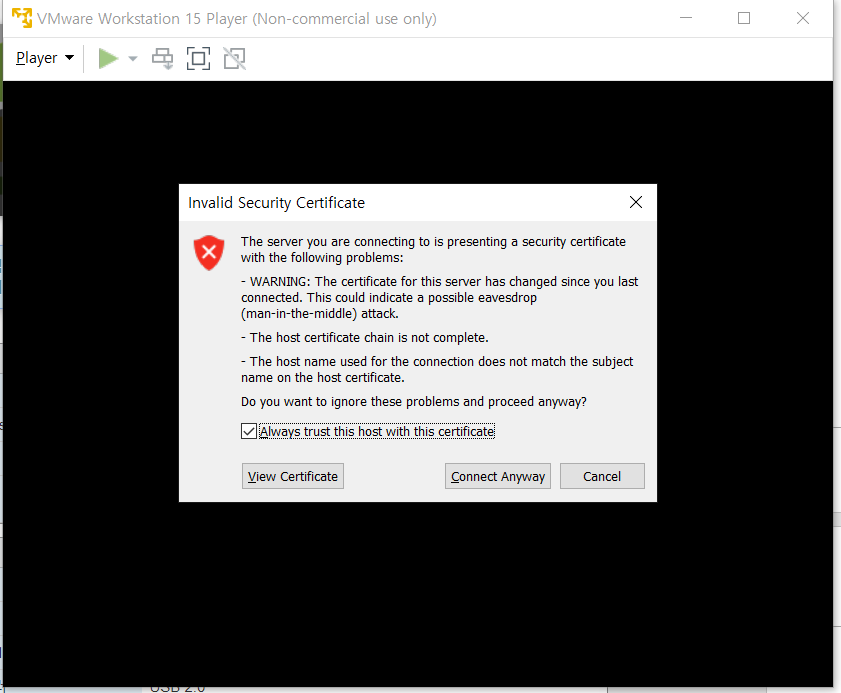 VMware Workstation 15 Player (Non-commercial use only)
Player
Invalid Security Certificate
The server you are connecting to is presenting a security certificate
with the following problems:
- WARNING: The certificate for this server has changed since you last
connected. This could indicate a possible eavesdrop
(man-in-the-middle) attack.
- The host certificate chain is not complete.
- The host name used for the connection does not match the subject
name on the host certificate.
Do you want to ignore these problems and proceed anyway?
Always trust this host with this certificate
View Certificate
Connect Anyway
Cancel
USB 2.0